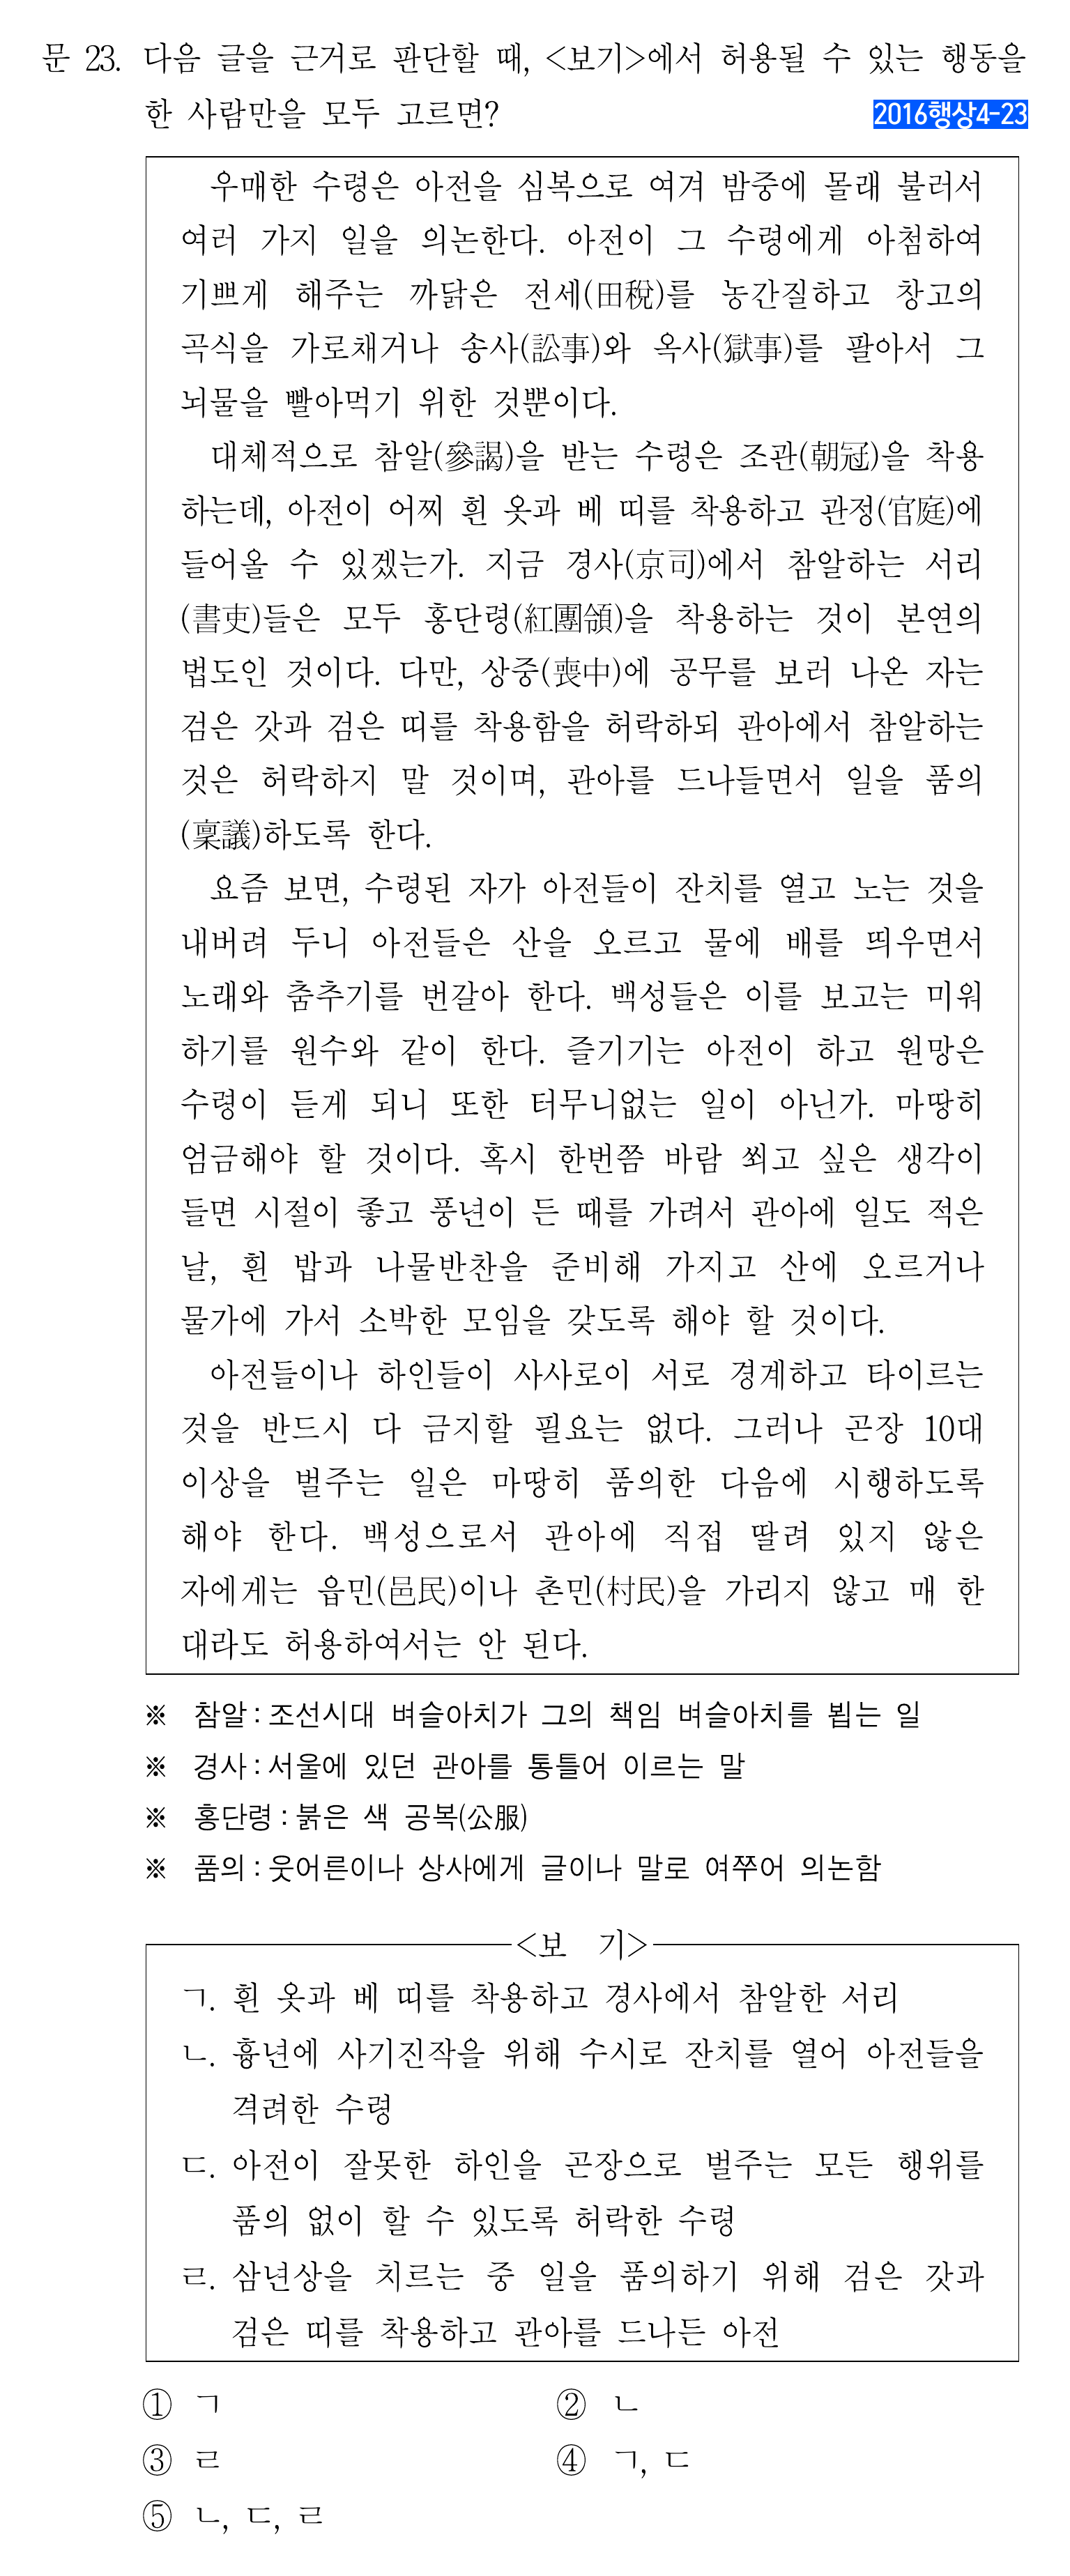 문 23. 다음 글을 근거로 판단할 때, <보기>에서 허용될 수 있는 행동을
한 사람만을 모두 고르면?
2016행상4-23
우매한 수령은 아전을 심복으로 여겨 밤중에 몰래 불러서
여러 가지 일을 의논한다. 아전이 그 수령에게 아첨하여
기쁘게 해주는 까닭은 전세(田稅)를 농간질하고 창고의
곡식을 가로채거나 송사(訟事)와 옥사(獄事)를 팔아서 그
뇌물을 빨아먹기 위한 것뿐이다.
대체적으로 참알(參謁)을 받는 수령은 조관(朝冠)을 착용
하는데, 아전이 어찌 흰 옷과 베 띠를 착용하고 관정(官庭)에
들어올 수 있겠는가. 지금 경사(京司)에서 참알하는 서리
(書吏)들은 모두 홍단령(紅團領)을 착용하는 것이 본연의
법도인 것이다. 다만, 상중(喪中)에 공무를 보러 나온 자는
검은 갓과 검은 띠를 착용함을 허락하되 관아에서 참알하는
것은 허락하지 말 것이며, 관아를 드나들면서 일을 품의
(稟議)하도록 한다.
요즘 보면, 수령된 자가 아전들이 잔치를 열고 노는 것을
내버려 두니 아전들은 산을 오르고 물에 배를 띄우면서
노래와 춤추기를 번갈아 한다. 백성들은 이를 보고는 미워
하기를 원수와 같이 한다. 즐기기는 아전이 하고 원망은
수령이 듣게 되니 또한 터무니없는 일이 아닌가. 마땅히
엄금해야 할 것이다. 혹시 한번쯤 바람 쐬고 싶은 생각이
들면 시절이 좋고 풍년이 든 때를 가려서 관아에 일도 적은
날, 흰 밥과 나물반찬을 준비해 가지고 산에 오르거나
물가에 가서 소박한 모임을 갖도록 해야 할 것이다.
아전들이나 하인들이 사사로이 서로 경계하고 타이르는
것을 반드시 다 금지할 필요는 없다. 그러나 곤장 10대
이상을 벌주는 일은 마땅히 품의한 다음에 시행하도록
해야 한다. 백성으로서 관아에 직접 딸려 있지 않은
자에게는 읍민(邑民)이나 촌민(村民)을 가리지 않고 매 한
대라도 허용하여서는 안 된다.
※ 참알 : 조선시대 벼슬아치가 그의 책임 벼슬아치를 뵙는 일
※ 경사 : 서울에 있던 관아를 통틀어 이르는 말
※ 홍단령 : 붉은 색 공복(公服)
※ 품의 : 웃어른이나 상사에게 글이나 말로 여쭈어 의논함
<보 기>
ㄱ. 흰 옷과 베 띠를 착용하고 경사에서 참알한 서리
ㄴ. 흉년에 사기진작을 위해 수시로 잔치를 열어 아전들을
격려한 수령
ㄷ. 아전이 잘못한 하인을 곤장으로 벌주는 모든 행위를
품의 없이 할 수 있도록 허락한 수령
ㄹ. 삼년상을 치르는 중 일을 품의하기 위해 검은 갓과
검은 띠를 착용하고 관아를 드나든 아전
① ㄱ ② ㄴ
③ ㄹ ④ ㄱ, ㄷ
⑤ ㄴ, ㄷ, ㄹ